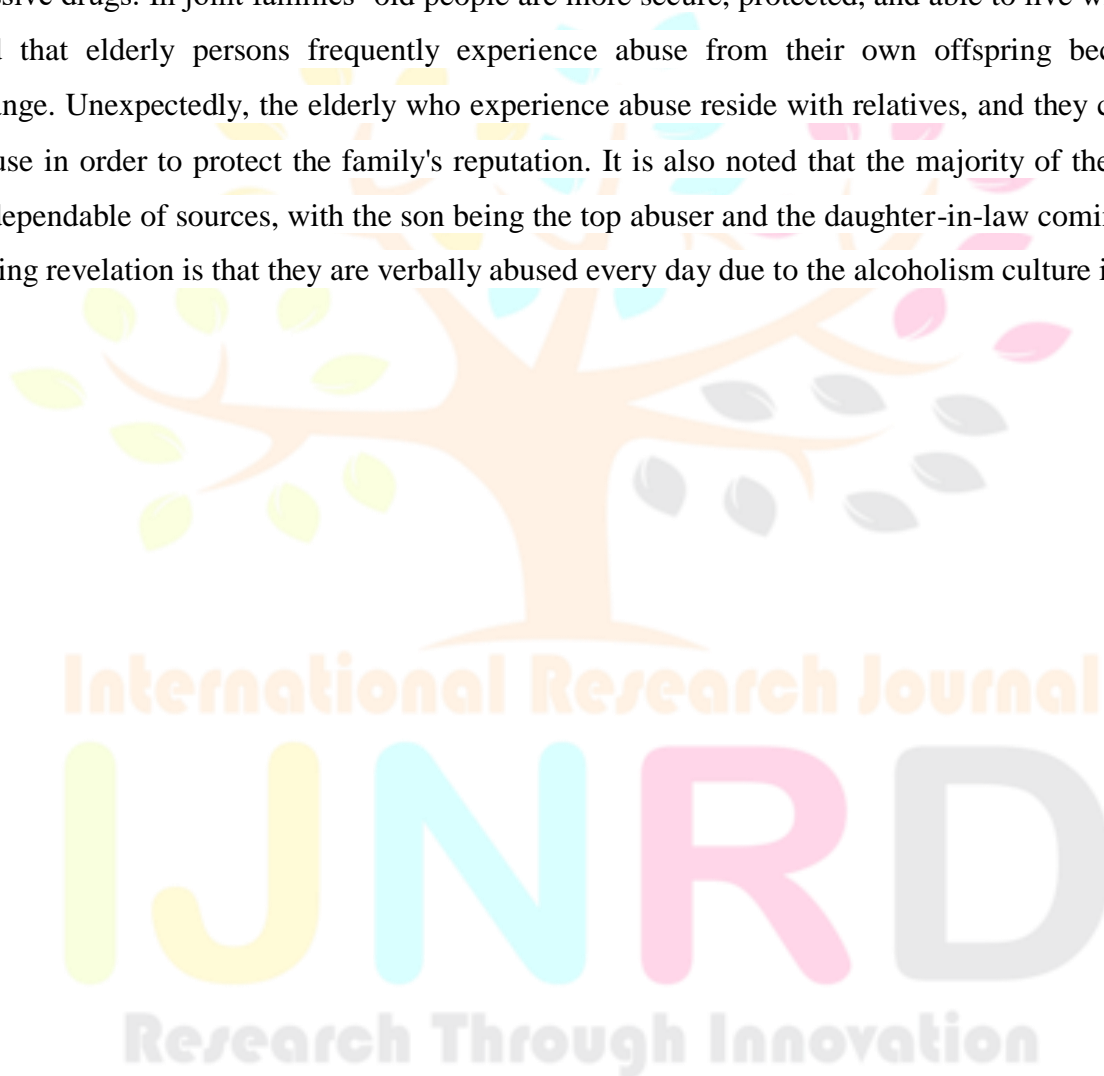 ssive drugs. In joint families' old people are more secure, protected, and able to live w
d that elderly persons frequently experience abuse from their own offspring bec
nge. Unexpectedly, the elderly who experience abuse reside with relatives, and they c
use in order to protect the family's reputation. It is also noted that the majority of the
dependable of sources, with the son being the top abuser and the daughter-in-law comi
ing revelation is that they are verbally abused every day due to the alcoholism culture i
International Research Journal
IJNRD
Research Through Innovation